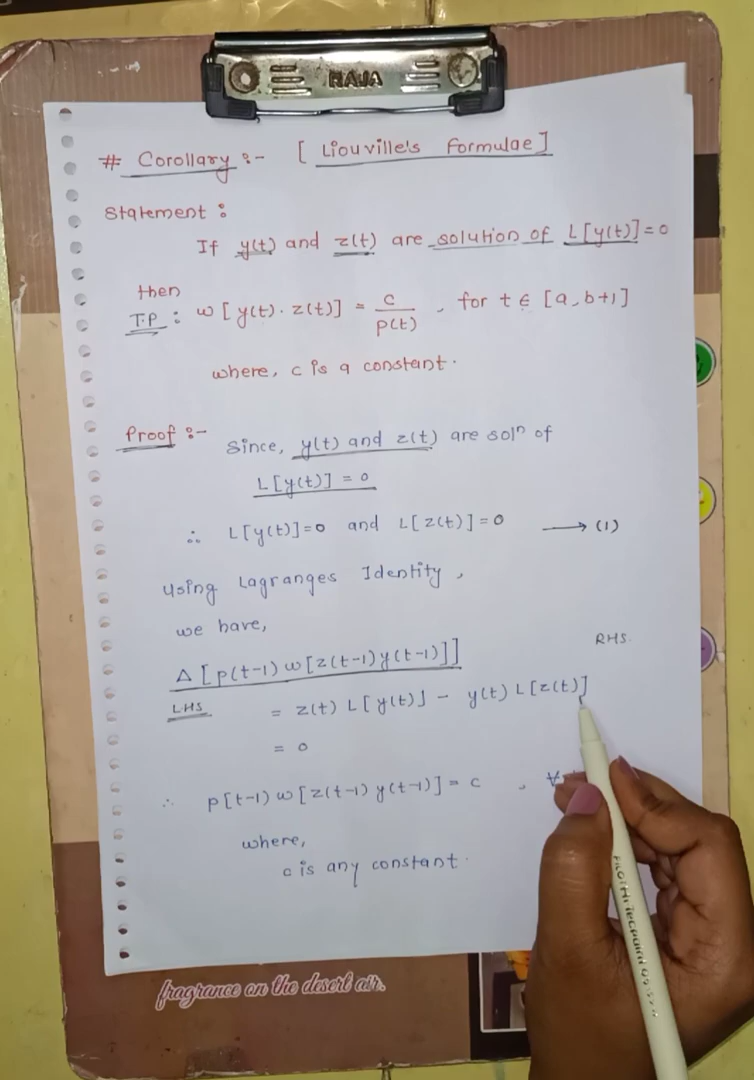 RAJA
# Corollary :- [ Liouville's formulae ]
Statement :
If y(t) and z(t) are solution of L[y(t)] = 0
then
T.P : w [ y(t) . z(t)] = c / p(t) , for t ∈ [a, b+1]
where, c is a constant.
Proof :- Since, y(t) and z(t) are solⁿ of
L[y(t)] = 0
∴ L[y(t)] = 0 and L[z(t)] = 0 ⟶ (1)
Using Lagranges Identity,
we have,
Δ [p(t-1) w [z(t-1) y(t-1)]]
RHS.
LHS = z(t) L[y(t)] - y(t) L[z(t)]
= 0
∴ p[t-1) w [z(t-1) y(t-1)] = c , ∀
where,
c is any constant.
fragrance on the desert air.